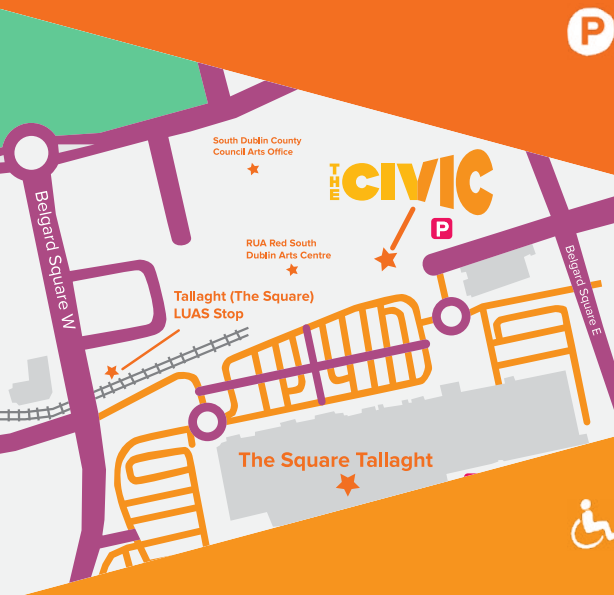 P
South Dublin County
Council Arts Office
THE CIVIC
P
RUA Red South
Dublin Arts Centre
Belgard Square W
Belgard Square E
Tallaght (The Square)
LUAS Stop
The Square Tallaght